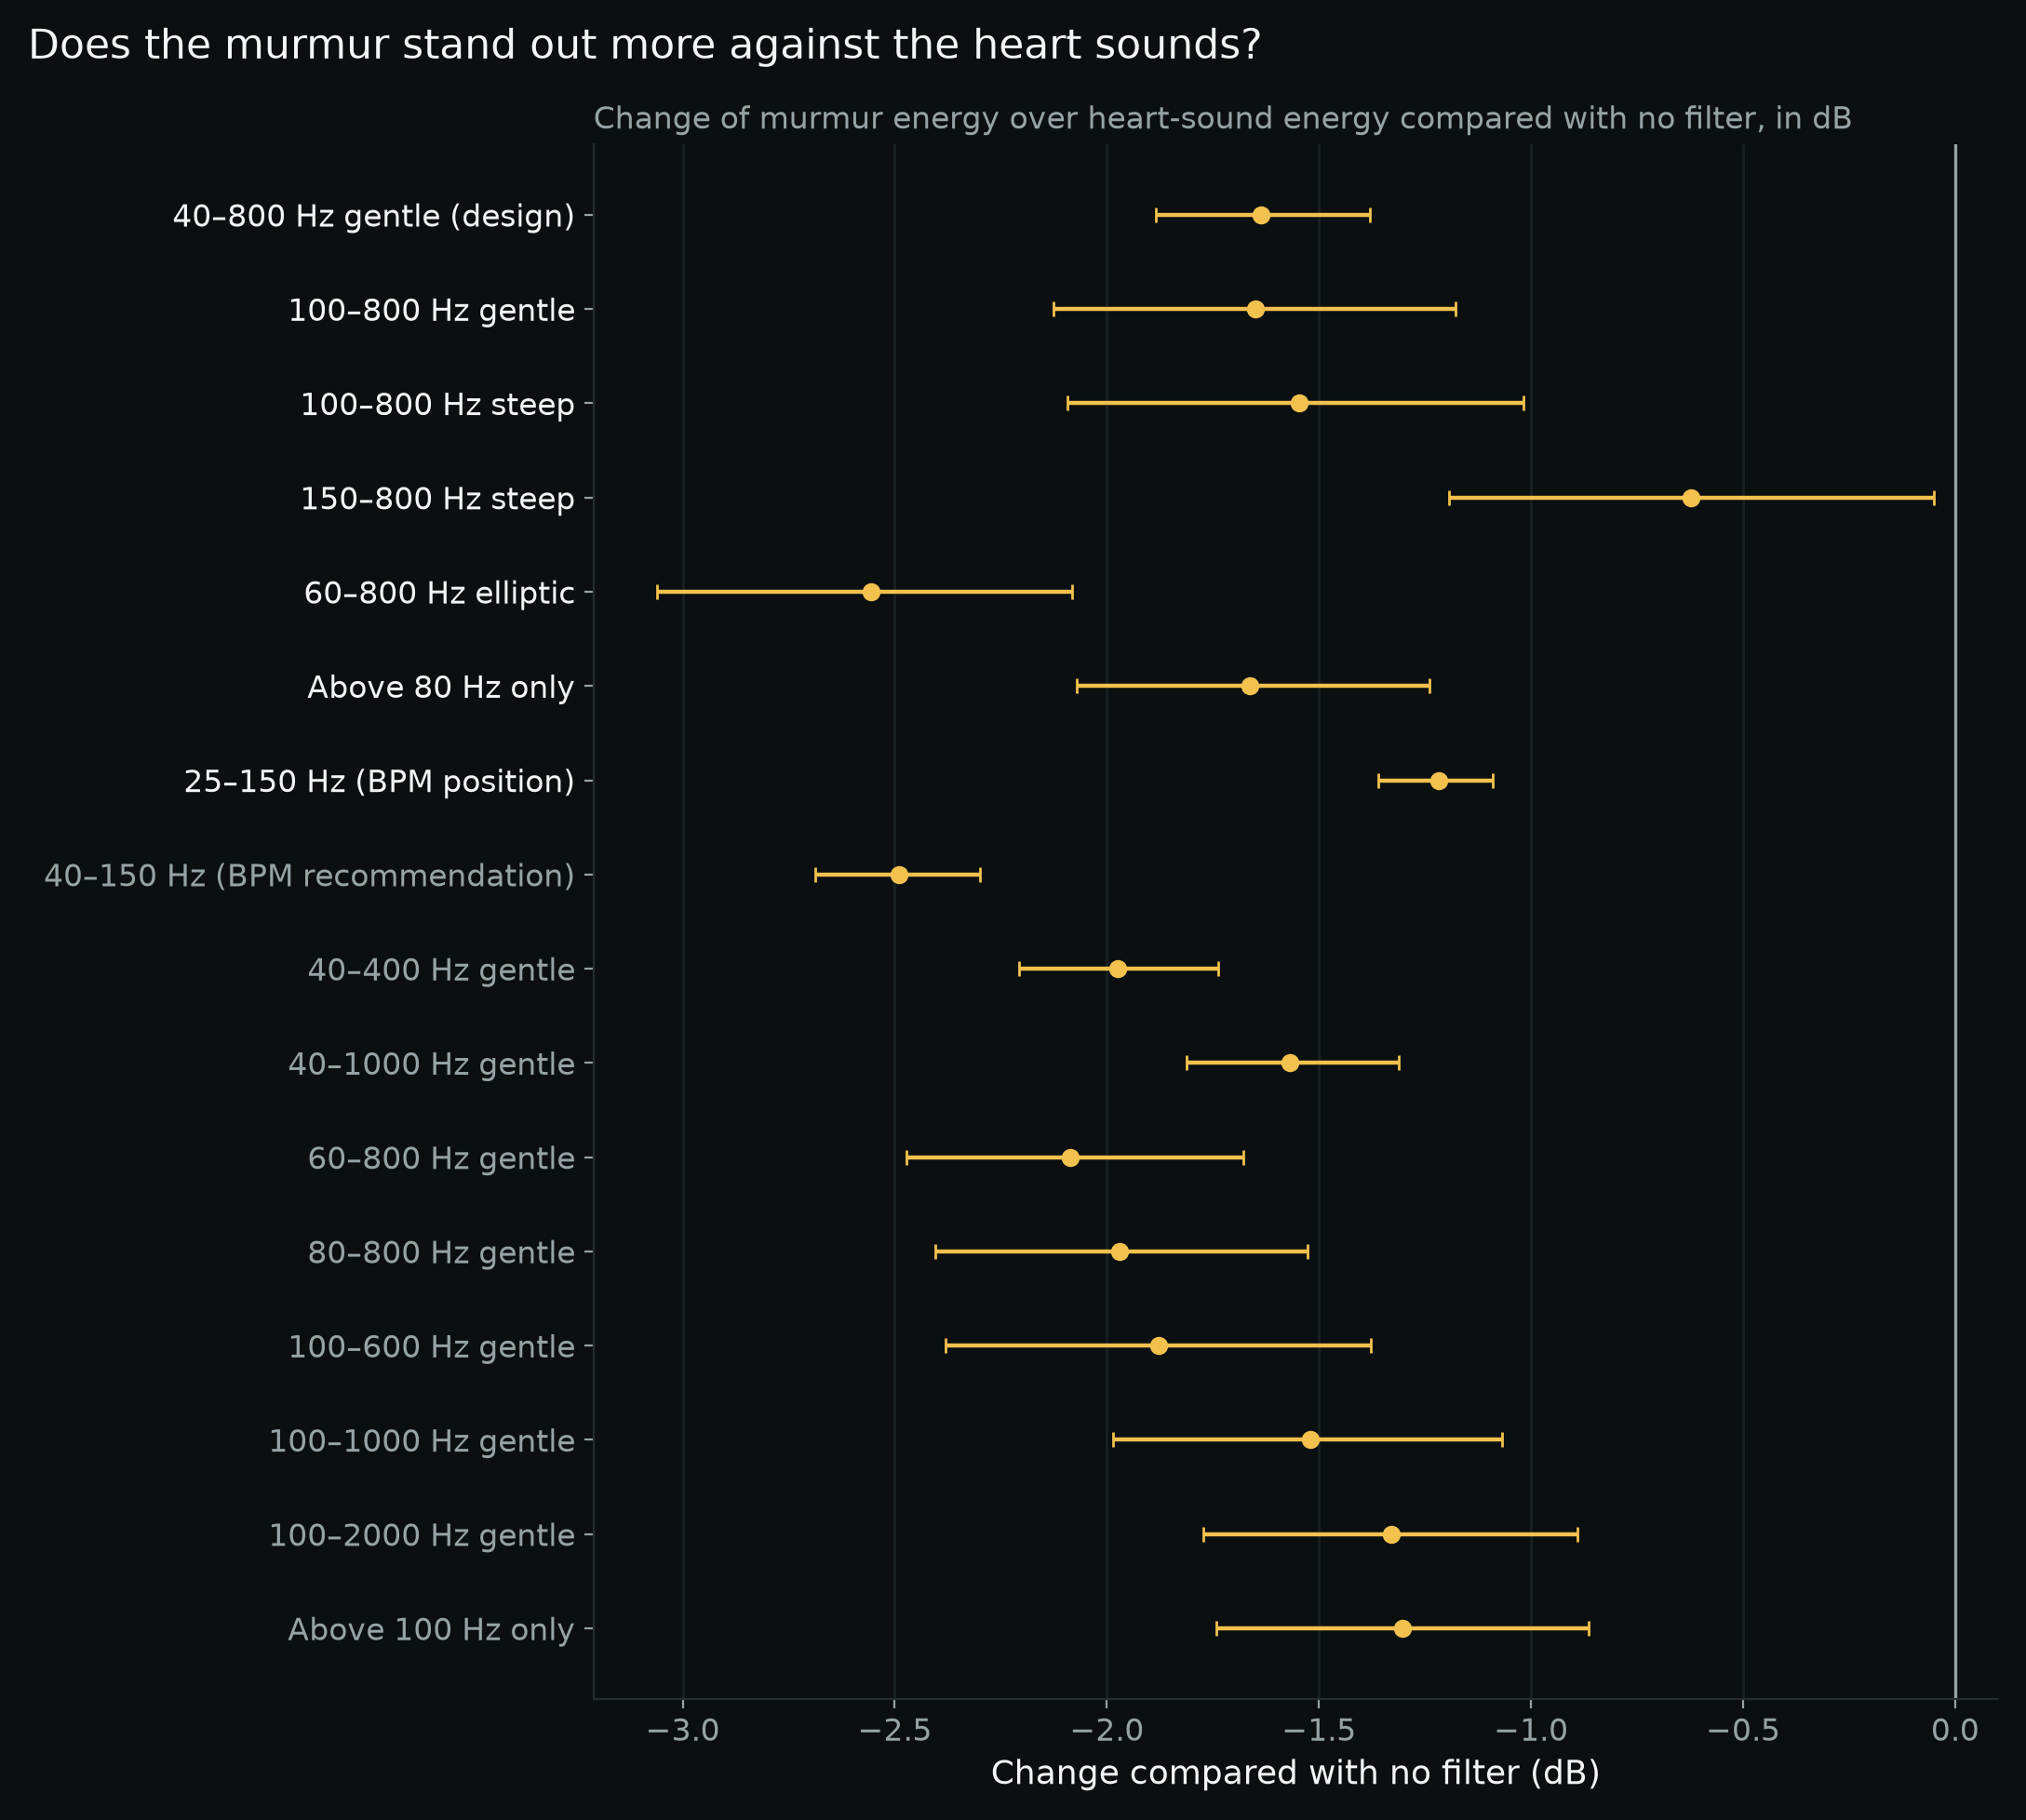 Does the murmur stand out more against the heart sounds?
Change of murmur energy over heart-sound energy compared with no filter, in dB
40–800 Hz gentle (design)
100–800 Hz gentle
100–800 Hz steep
150–800 Hz steep
60–800 Hz elliptic
Above 80 Hz only
25–150 Hz (BPM position)
40–150 Hz (BPM recommendation)
40–400 Hz gentle
40–1000 Hz gentle
60–800 Hz gentle
80–800 Hz gentle
100–600 Hz gentle
100–1000 Hz gentle
100–2000 Hz gentle
Above 100 Hz only
−3.0 −2.5 −2.0 −1.5 −1.0 −0.5 0.0
Change compared with no filter (dB)